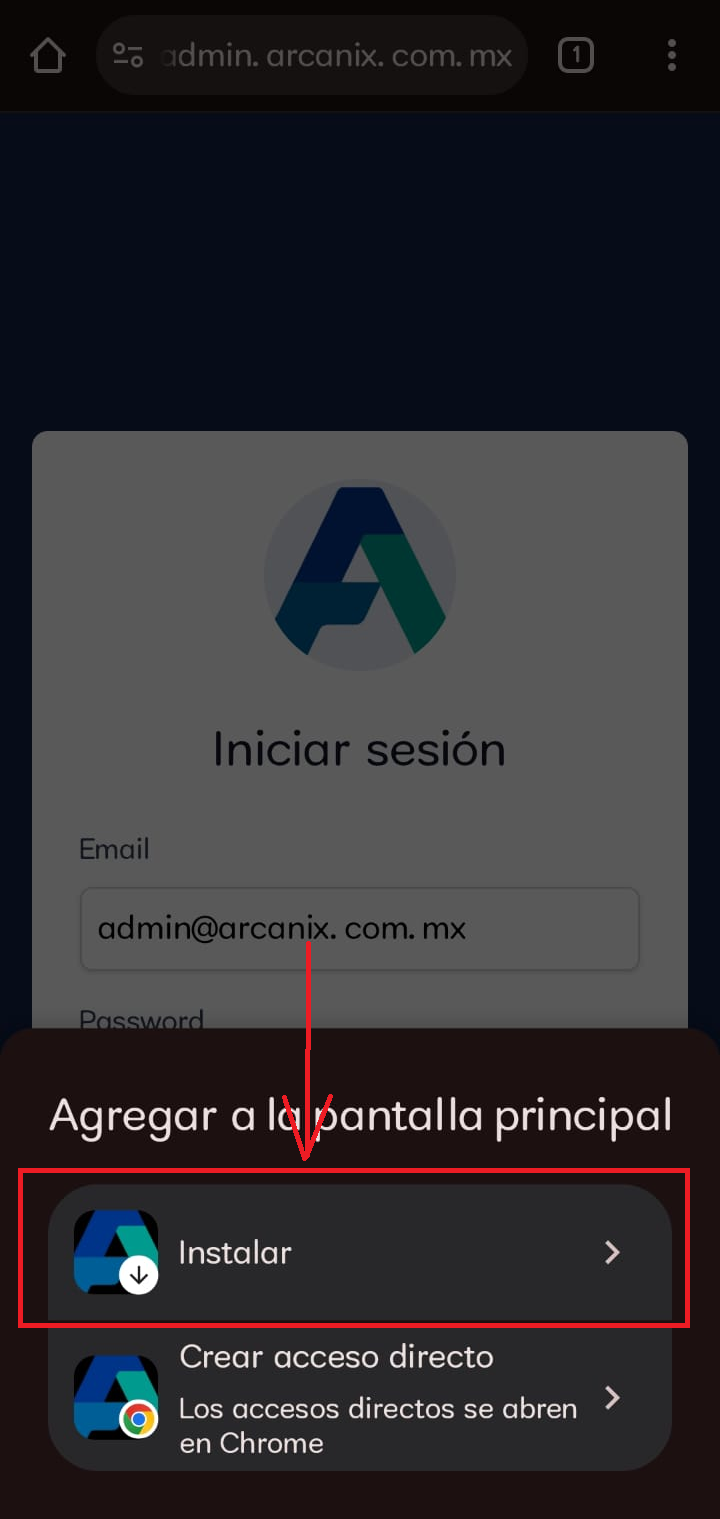 admin.arcanix.com.mx
1
Iniciar sesión
Email
admin@arcanix.com.mx
Password
Agregar a la pantalla principal
Instalar
Crear acceso directo
Los accesos directos se abren
en Chrome